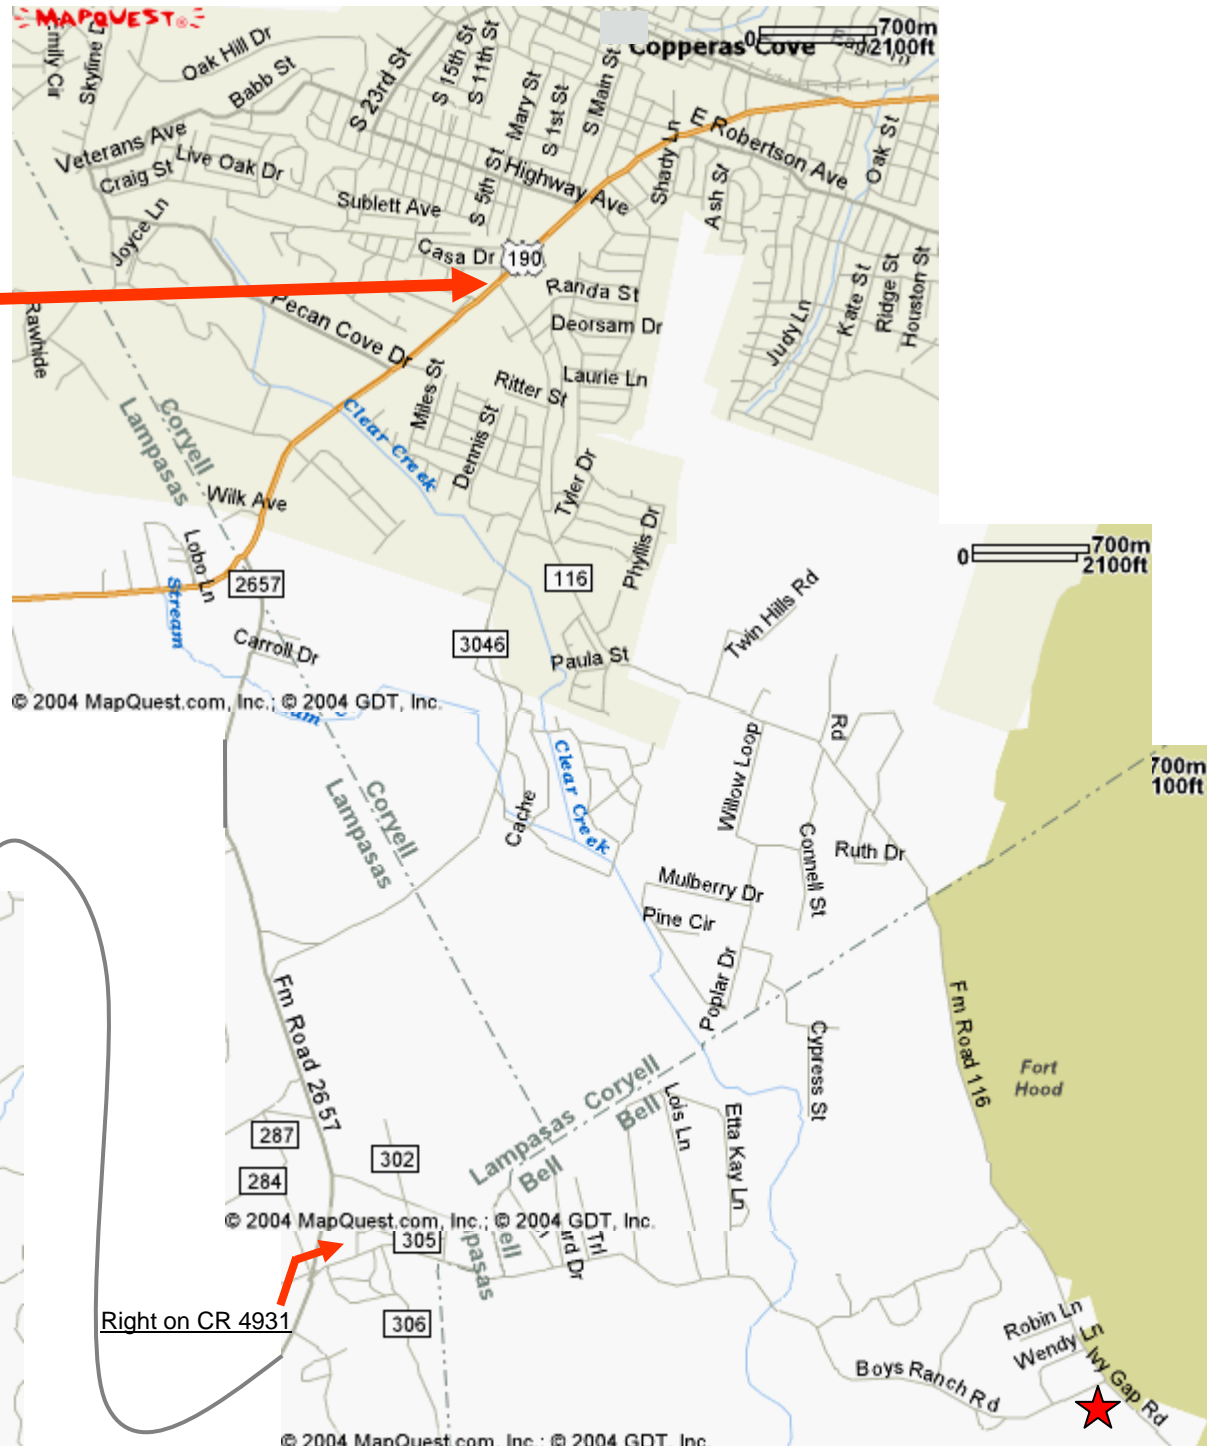 MAPQUEST®
0 700m
2100ft
Copperas Cove
Skyline D
Oak Hill Dr
Babb St
S 23rd St
S 15th St
S 11th St
Mary St
S 1st St
S Main St
E Robertson Ave
Oak St
Veterans Ave
Live Oak Dr
Craig St
S 5th St
Highway Ave
Shady Ln
Ash St
Sublett Ave
Joyce Ln
Casa Dr
190
Randa St
Kate St
Ridge St
Houston St
Rawhide
Pecan Cove Dr
Deorsam Dr
Judy Ln
Miles St
Ritter St
Laurie Ln
Coryell
Lampasas
Clear Creek
Dennis St
Tyler Dr
Wilk Ave
Phyllis Dr
Lobo Ln
0 700m
2100ft
2657
116
Stream
Twin Hills Rd
Carroll Dr
3046
Paula St
© 2004 MapQuest.com, Inc.; © 2004 GDT, Inc.
am
Rd
Willow Loop
Clear Creek
700m
100ft
Coryell
Lampasas
Cache
Connell St
Ruth Dr
Mulberry Dr
Pine Cir
Poplar Dr
Fm Road 2657
Fm Road 116
Cypress St
Fort
Hood
Lampasas Coryell
Bell
Bell
Lois Ln
Etta Kay Ln
287
302
284
© 2004 MapQuest.com, Inc.; © 2004 GDT, Inc.
305
mpasas
ell
urd Dr
Trl
Right on CR 4931
306
Robin Ln
Wendy Ln
Ivy Gap Rd
Boys Ranch Rd
© 2004 MapQuest.com, Inc.; © 2004 GDT, Inc.